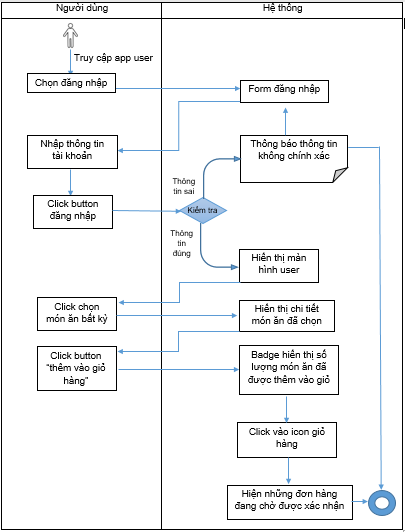 Người dùng
Hệ thống
Truy cập app user
Chọn đăng nhập
Form đăng nhập
Nhập thông tin
tài khoản
Thông báo thông tin
không chính xác
Thông
tin sai
Click button
đăng nhập
Kiểm tra
Thông
tin
đúng
Hiển thị màn
hình user
Click chọn
món ăn bất kỳ
Hiển thị chi tiết
món ăn đã chọn
Click button
“thêm vào giỏ
hàng”
Badge hiển thị số
lượng món ăn đã
được thêm vào giỏ
Click vào icon giỏ
hàng
Hiện những đơn hàng
đang chờ được xác nhận